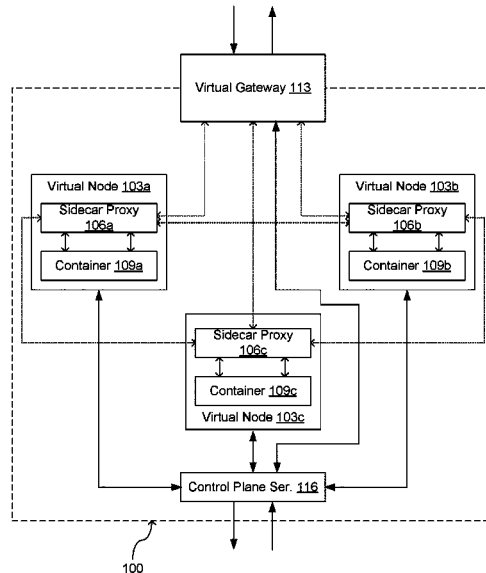 Virtual Gateway 113
Virtual Node 103a
Sidecar Proxy
106a
Container 109a
Virtual Node 103b
Sidecar Proxy
106b
Container 109b
Sidecar Proxy
106c
Container 109c
Virtual Node 103c
Control Plane Ser. 116
100